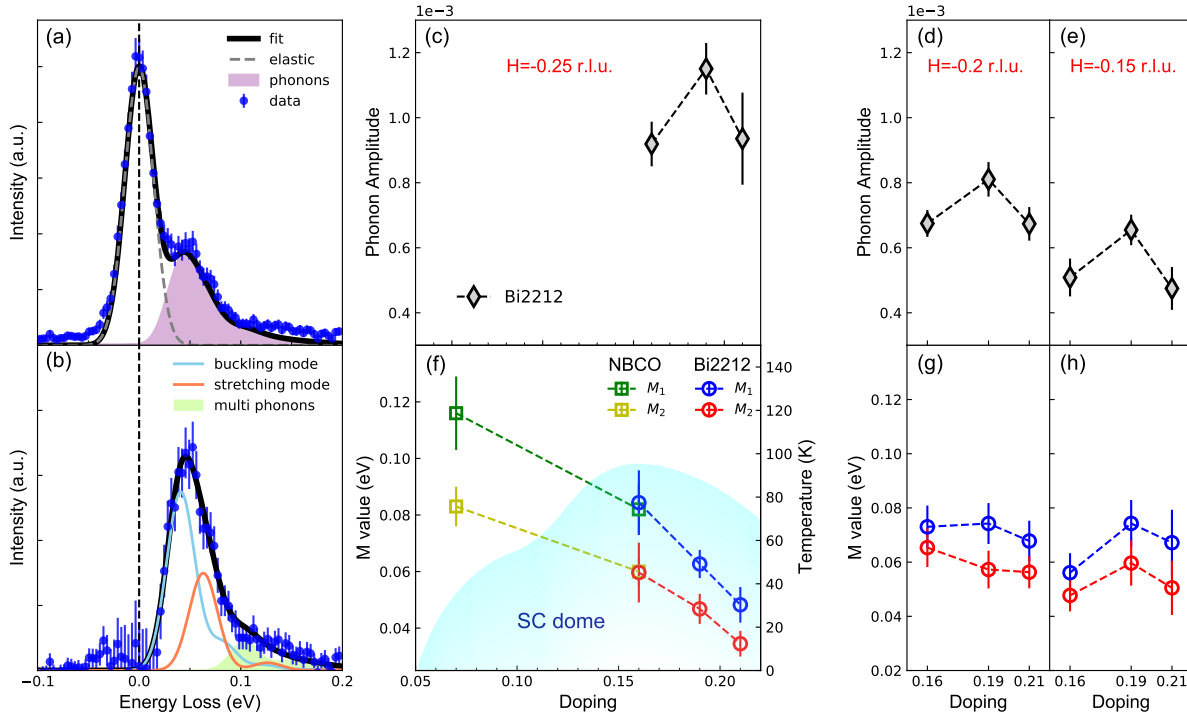 (a)
fit
elastic
phonons
data
Intensity (a.u.)
(b)
buckling mode
stretching mode
multi phonons
Intensity (a.u.)
−0.1 0.0 0.1 0.2
Energy Loss (eV)
1e−3
(c)
H=-0.25 r.l.u.
1.2
1.0
0.8
0.6
0.4
Phonon Amplitude
Bi2212
1e−3
(d)
H=-0.2 r.l.u.
1.2
1.0
0.8
0.6
0.4
Phonon Amplitude
(e)
H=-0.15 r.l.u.
(f)
NBCO Bi2212
M1 M1
M2 M2
0.12
0.10
0.08
0.06
0.04
M value (eV)
SC dome
140
120
100
80
60
40
20
0
Temperature (K)
0.05 0.10 0.15 0.20
Doping
(g)
0.12
0.10
0.08
0.06
0.04
0.02
M value (eV)
0.16 0.19 0.21
Doping
(h)
0.16 0.19 0.21
Doping